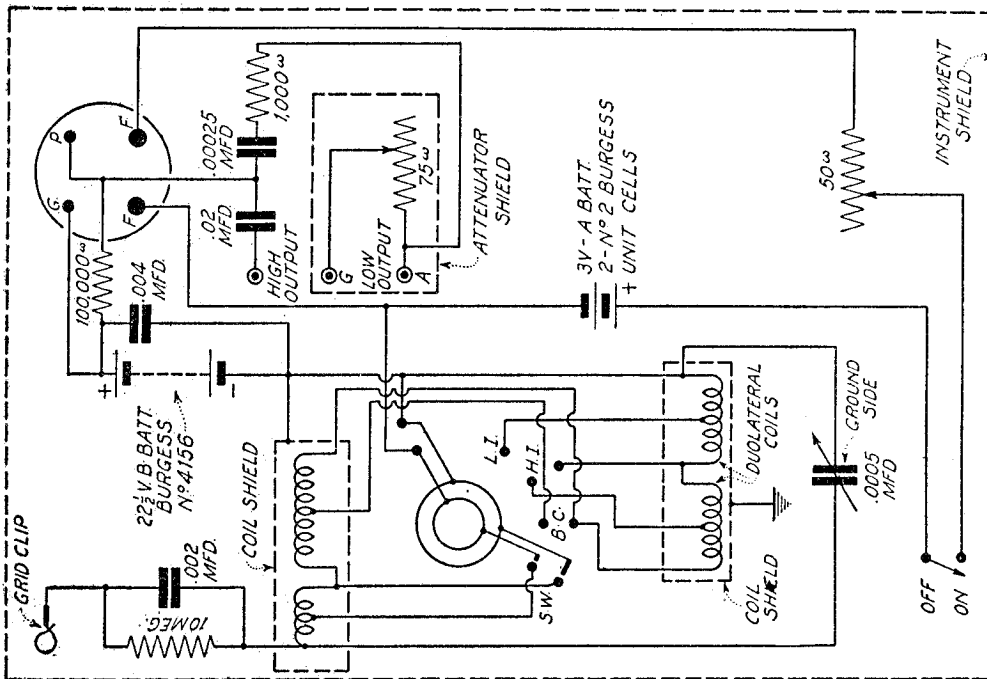 GRID CLIP
10 MEG.
.002
MFD.
22½ V. B BATT.
BURGESS
Nº 4156
+
-
100,000 ω
.004
MFD.
G.
P.
F.
F.
.00025
MFD.
.02
MFD.
1,000 ω
HIGH
OUTPUT
75 ω
G
LOW
OUTPUT
A
ATTENUATOR
SHIELD
COIL SHIELD
L.I.
H.I.
B.C.
S.W.
3V-A BATT.
2-Nº 2 BURGESS
+ UNIT CELLS
DUOLATERAL
COILS
COIL
SHIELD
GROUND
SIDE
.0005
MFD
50 ω
OFF
ON
INSTRUMENT
SHIELD